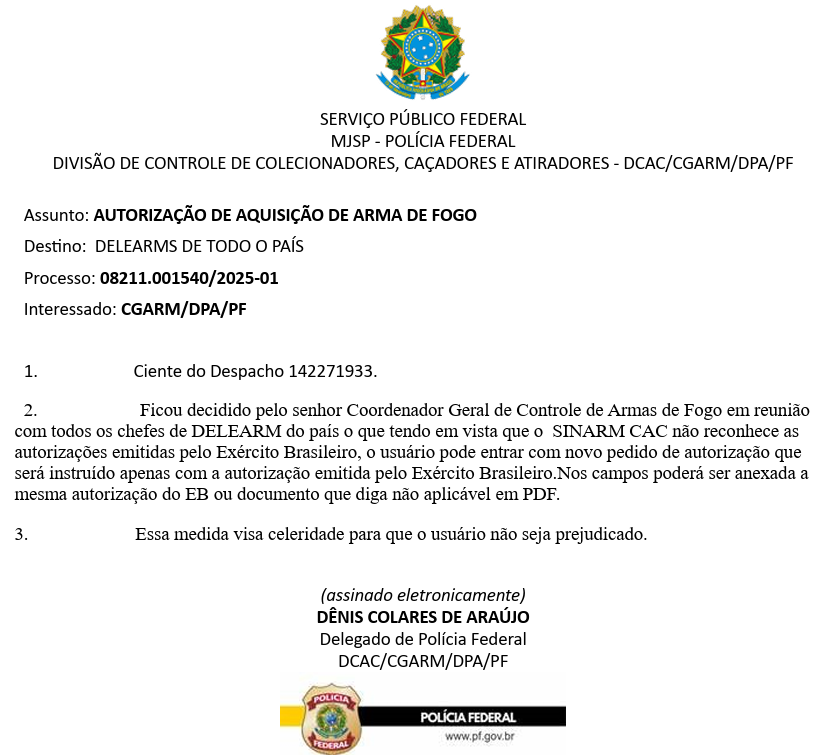 SERVIÇO PÚBLICO FEDERAL
MJSP - POLÍCIA FEDERAL
DIVISÃO DE CONTROLE DE COLECIONADORES, CAÇADORES E ATIRADORES - DCAC/CGARM/DPA/PF
Assunto: AUTORIZAÇÃO DE AQUISIÇÃO DE ARMA DE FOGO
Destino: DELEARMS DE TODO O PAÍS
Processo: 08211.001540/2025-01
Interessado: CGARM/DPA/PF
1. Ciente do Despacho 142271933.
2. Ficou decidido pelo senhor Coordenador Geral de Controle de Armas de Fogo em reunião
com todos os chefes de DELEARM do país o que tendo em vista que o SINARM CAC não reconhece as
autorizações emitidas pelo Exército Brasileiro, o usuário pode entrar com novo pedido de autorização que
será instruído apenas com a autorização emitida pelo Exército Brasileiro.Nos campos poderá ser anexada a
mesma autorização do EB ou documento que diga não aplicável em PDF.
3. Essa medida visa celeridade para que o usuário não seja prejudicado.
(assinado eletronicamente)
DÊNIS COLARES DE ARAÚJO
Delegado de Polícia Federal
DCAC/CGARM/DPA/PF
POLICIA
FEDERAL
POLÍCIA FEDERAL
www.pf.gov.br